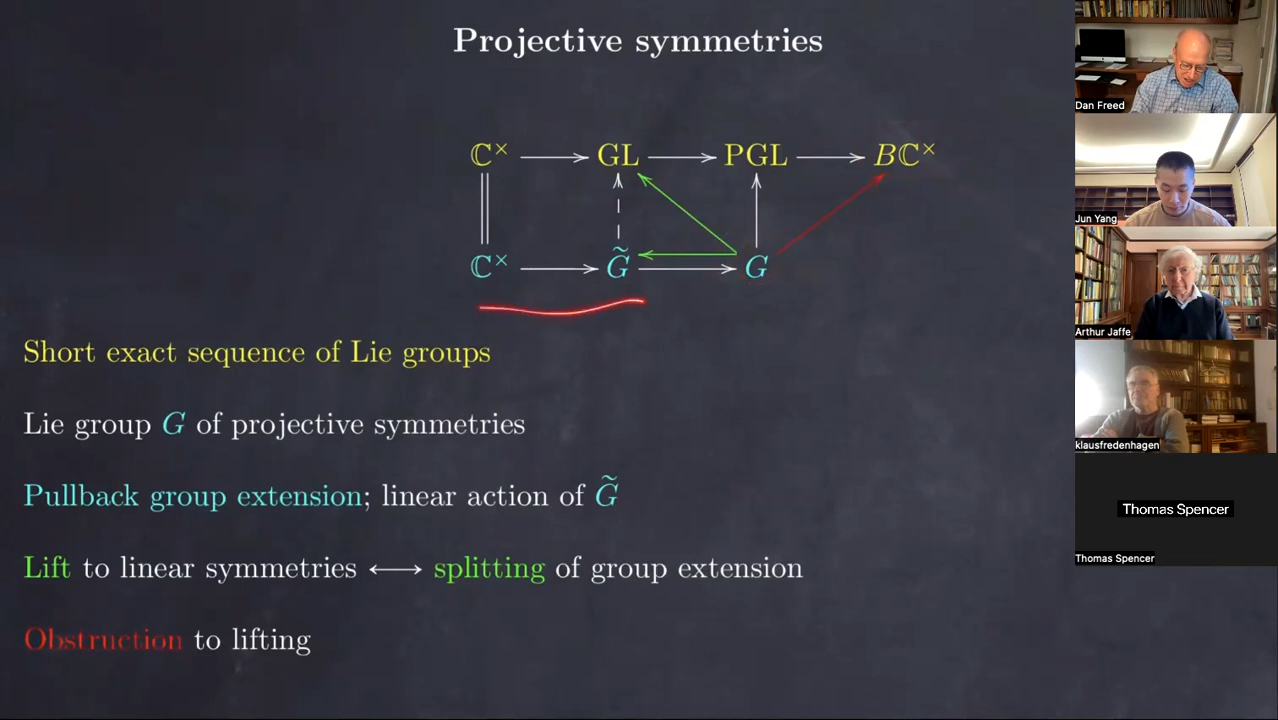 Projective symmetries
ℂ× GL PGL Bℂ×
ℂ× G̃ G
Short exact sequence of Lie groups
Lie group G of projective symmetries
Pullback group extension; linear action of G̃
Lift to linear symmetries ⟷ splitting of group extension
Obstruction to lifting
Dan Freed
Jun Yang
Arthur Jaffe
klausfredenhagen
Thomas Spencer
Thomas Spencer